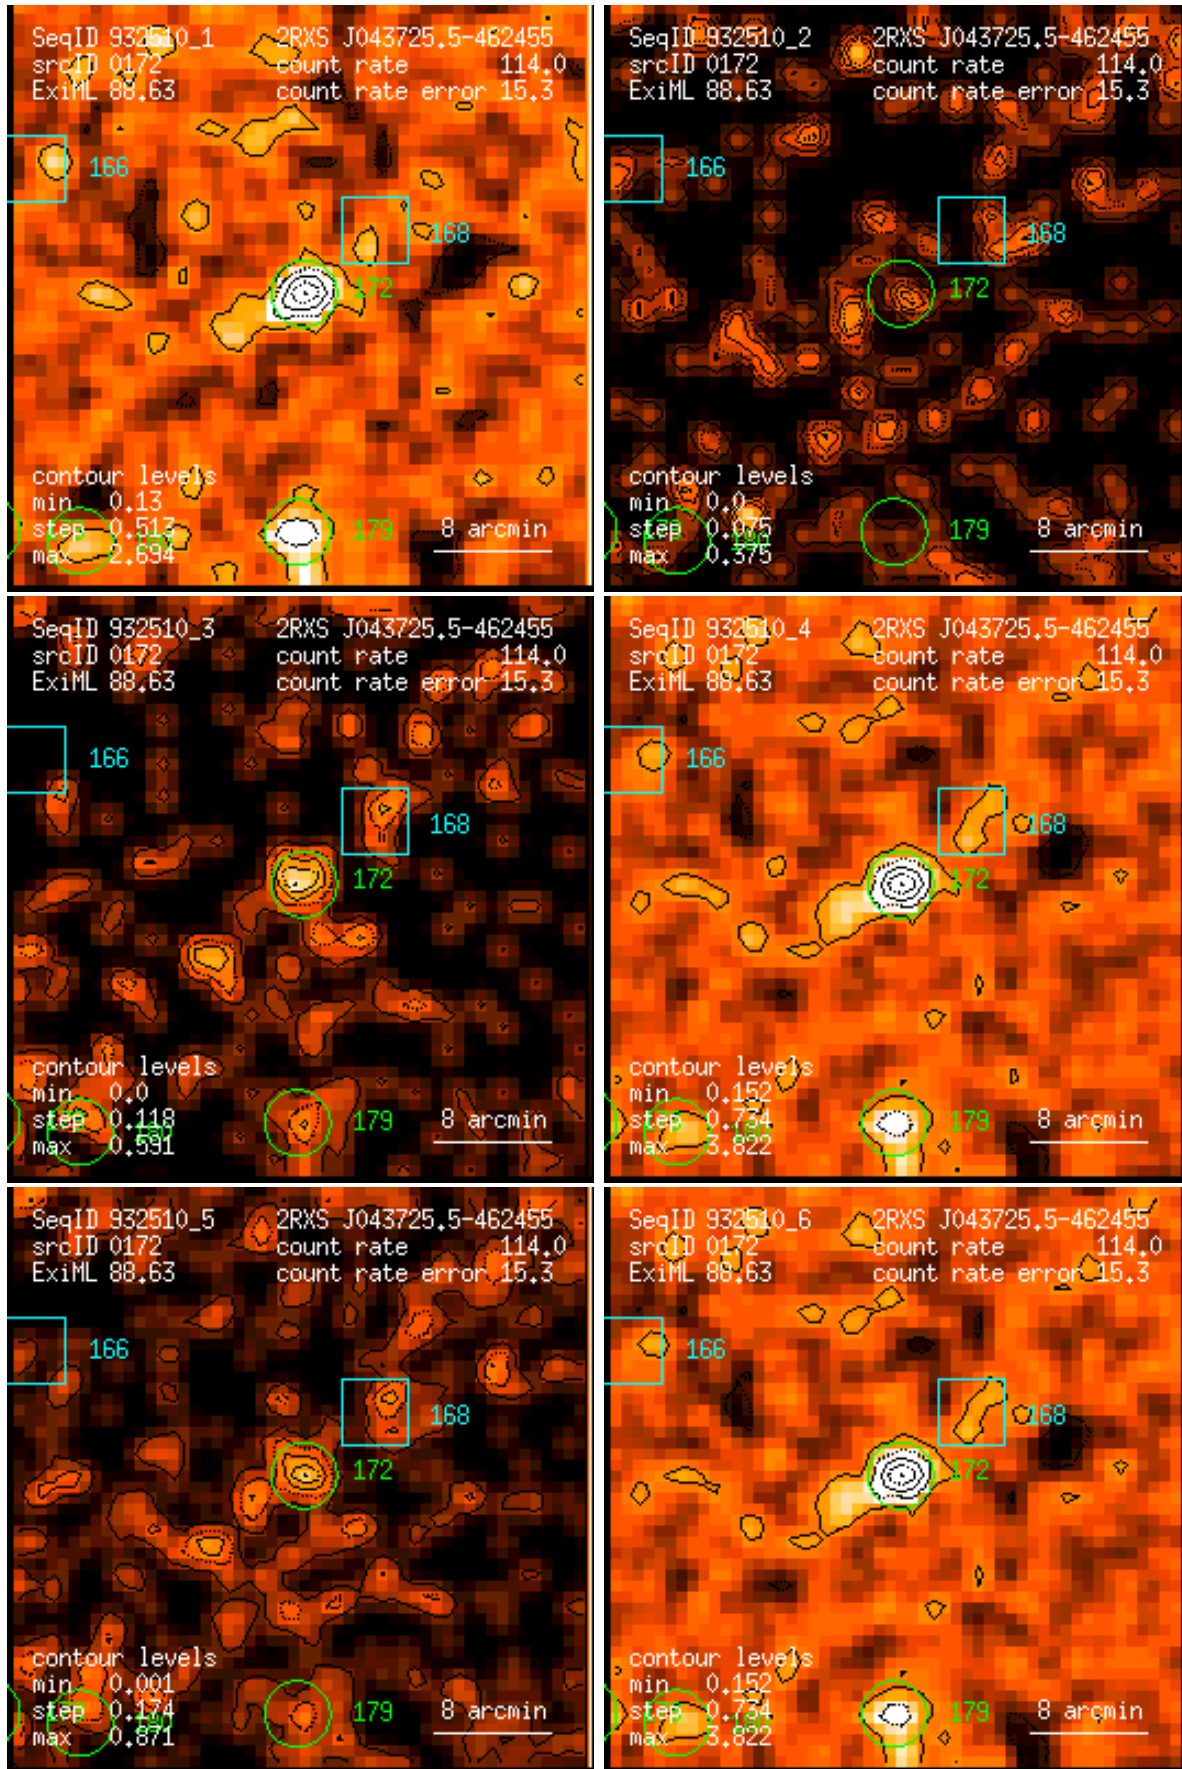 SeqID 932510_1 2RXS J043725.5-462455
srcID 0172 count rate 114.0
ExiML 88.63 count rate error 15.3
166
168
172
contour levels
min 0.13
step 0.513
max 2.694
179
8 arcmin
SeqID 932510_2 2RXS J043725.5-462455
srcID 0172 count rate 114.0
ExiML 88.63 count rate error 15.3
166
168
172
contour levels
min 0.0
step 0.075
max 0.375
179
8 arcmin
SeqID 932510_3 2RXS J043725.5-462455
srcID 0172 count rate 114.0
ExiML 88.63 count rate error 15.3
166
168
172
contour levels
min 0.0
step 0.118
max 0.591
179
8 arcmin
SeqID 932510_4 2RXS J043725.5-462455
srcID 0172 count rate 114.0
ExiML 88.63 count rate error 15.3
166
168
172
contour levels
min 0.152
step 0.734
max 3.822
179
8 arcmin
SeqID 932510_5 2RXS J043725.5-462455
srcID 0172 count rate 114.0
ExiML 88.63 count rate error 15.3
166
168
172
contour levels
min 0.001
step 0.174
max 0.871
179
8 arcmin
SeqID 932510_6 2RXS J043725.5-462455
srcID 0172 count rate 114.0
ExiML 88.63 count rate error 15.3
166
168
172
contour levels
min 0.152
step 0.734
max 3.822
179
8 arcmin